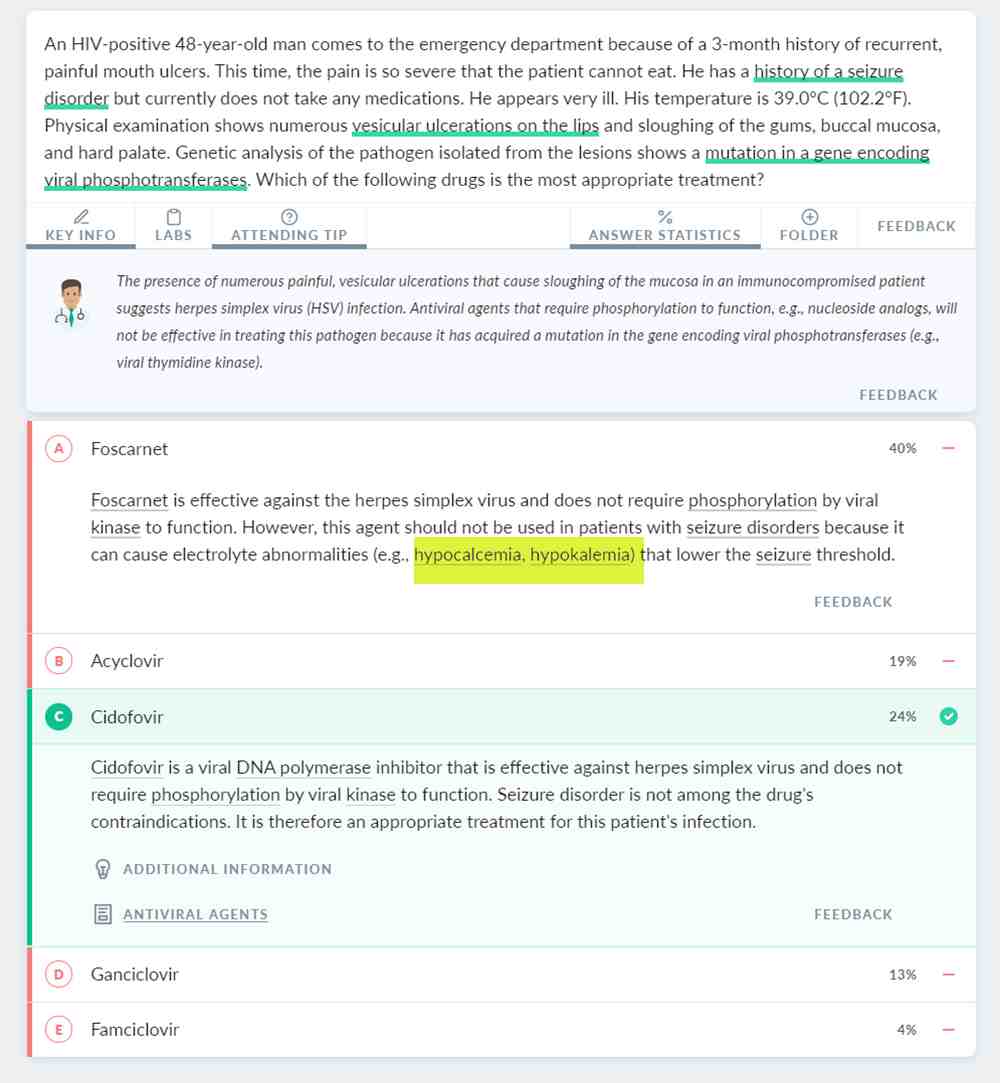 An HIV-positive 48-year-old man comes to the emergency department because of a 3-month history of recurrent,
painful mouth ulcers. This time, the pain is so severe that the patient cannot eat. He has a history of a seizure
disorder but currently does not take any medications. He appears very ill. His temperature is 39.0°C (102.2°F).
Physical examination shows numerous vesicular ulcerations on the lips and sloughing of the gums, buccal mucosa,
and hard palate. Genetic analysis of the pathogen isolated from the lesions shows a mutation in a gene encoding
viral phosphotransferases. Which of the following drugs is the most appropriate treatment?
KEY INFO
LABS
ATTENDING TIP
%
ANSWER STATISTICS
FOLDER
FEEDBACK
The presence of numerous painful, vesicular ulcerations that cause sloughing of the mucosa in an immunocompromised patient
suggests herpes simplex virus (HSV) infection. Antiviral agents that require phosphorylation to function, e.g., nucleoside analogs, will
not be effective in treating this pathogen because it has acquired a mutation in the gene encoding viral phosphotransferases (e.g.,
viral thymidine kinase).
FEEDBACK
A Foscarnet 40%
Foscarnet is effective against the herpes simplex virus and does not require phosphorylation by viral
kinase to function. However, this agent should not be used in patients with seizure disorders because it
can cause electrolyte abnormalities (e.g., hypocalcemia, hypokalemia) that lower the seizure threshold.
FEEDBACK
B Acyclovir 19%
C Cidofovir 24%
Cidofovir is a viral DNA polymerase inhibitor that is effective against herpes simplex virus and does not
require phosphorylation by viral kinase to function. Seizure disorder is not among the drug's
contraindications. It is therefore an appropriate treatment for this patient's infection.
ADDITIONAL INFORMATION
ANTIVIRAL AGENTS
FEEDBACK
D Ganciclovir 13%
E Famciclovir 4%